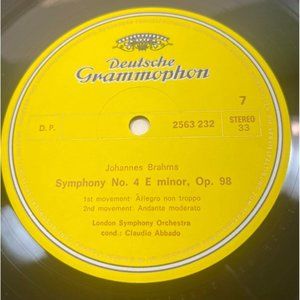 Deutsche
Grammophon
7
D.P. 2563 232 STEREO
33
Johannes Brahms
Symphony No. 4 E minor, Op. 98
1st movement: Allegro non troppo
2nd movement: Andante moderato
London Symphony Orchestra
cond.: Claudio Abbado